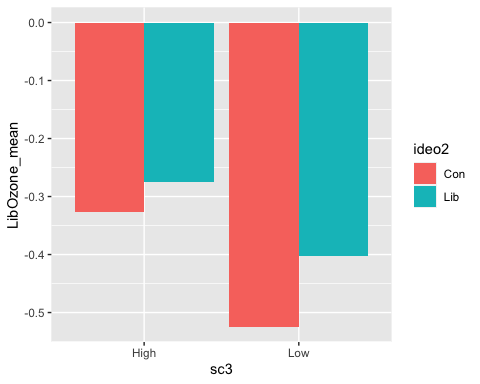 0.0
-0.1
-0.2
-0.3
-0.4
-0.5
LibOzone_mean
High
Low
sc3
ideo2
Con
Lib